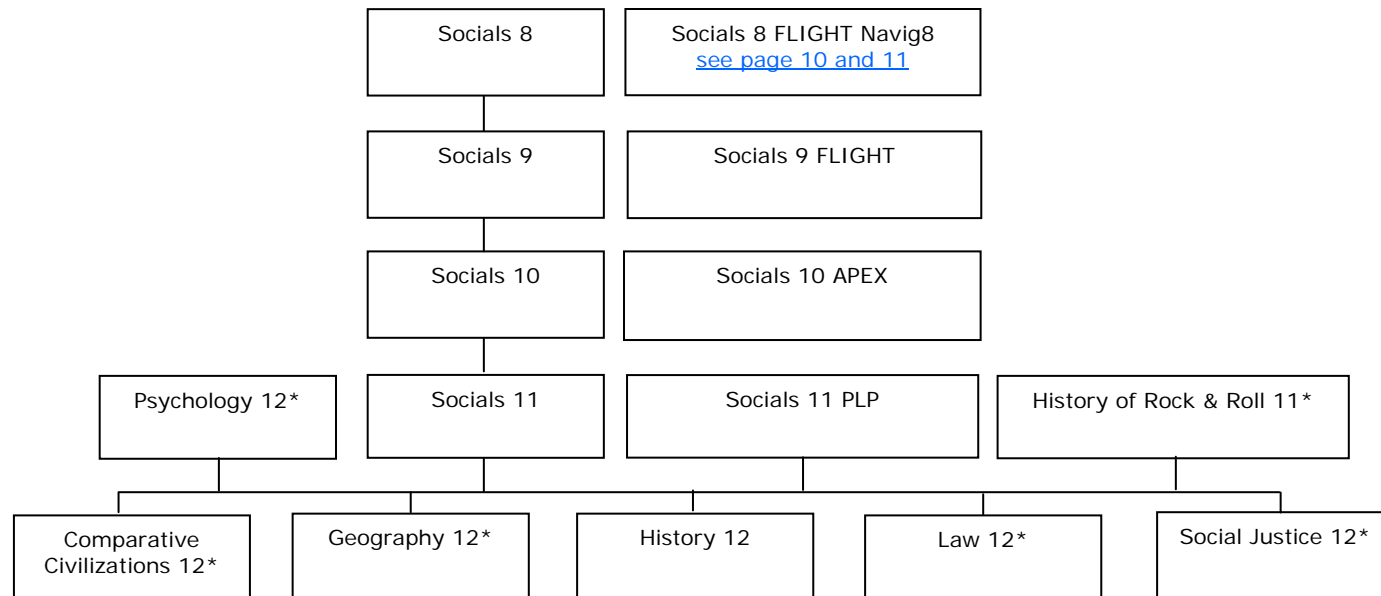 Socials 8
Socials 8 FLIGHT Navig8
see page 10 and 11
Socials 9
Socials 9 FLIGHT
Socials 10
Socials 10 APEX
Psychology 12*
Socials 11
Socials 11 PLP
History of Rock & Roll 11*
Comparative
Civilizations 12*
Geography 12*
History 12
Law 12*
Social Justice 12*